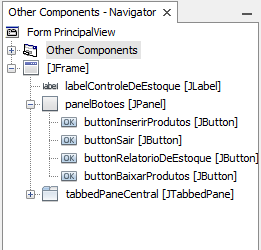 Other Components - Navigator
Form PrincipalView
Other Components
[JFrame]
label labelControleDeEstoque [JLabel]
panelBotoes [JPanel]
OK buttonInserirProdutos [JButton]
OK buttonSair [JButton]
OK buttonRelatorioDeEstoque [JButton]
OK buttonBaixarProdutos [JButton]
tabbedPaneCentral [JTabbedPane]